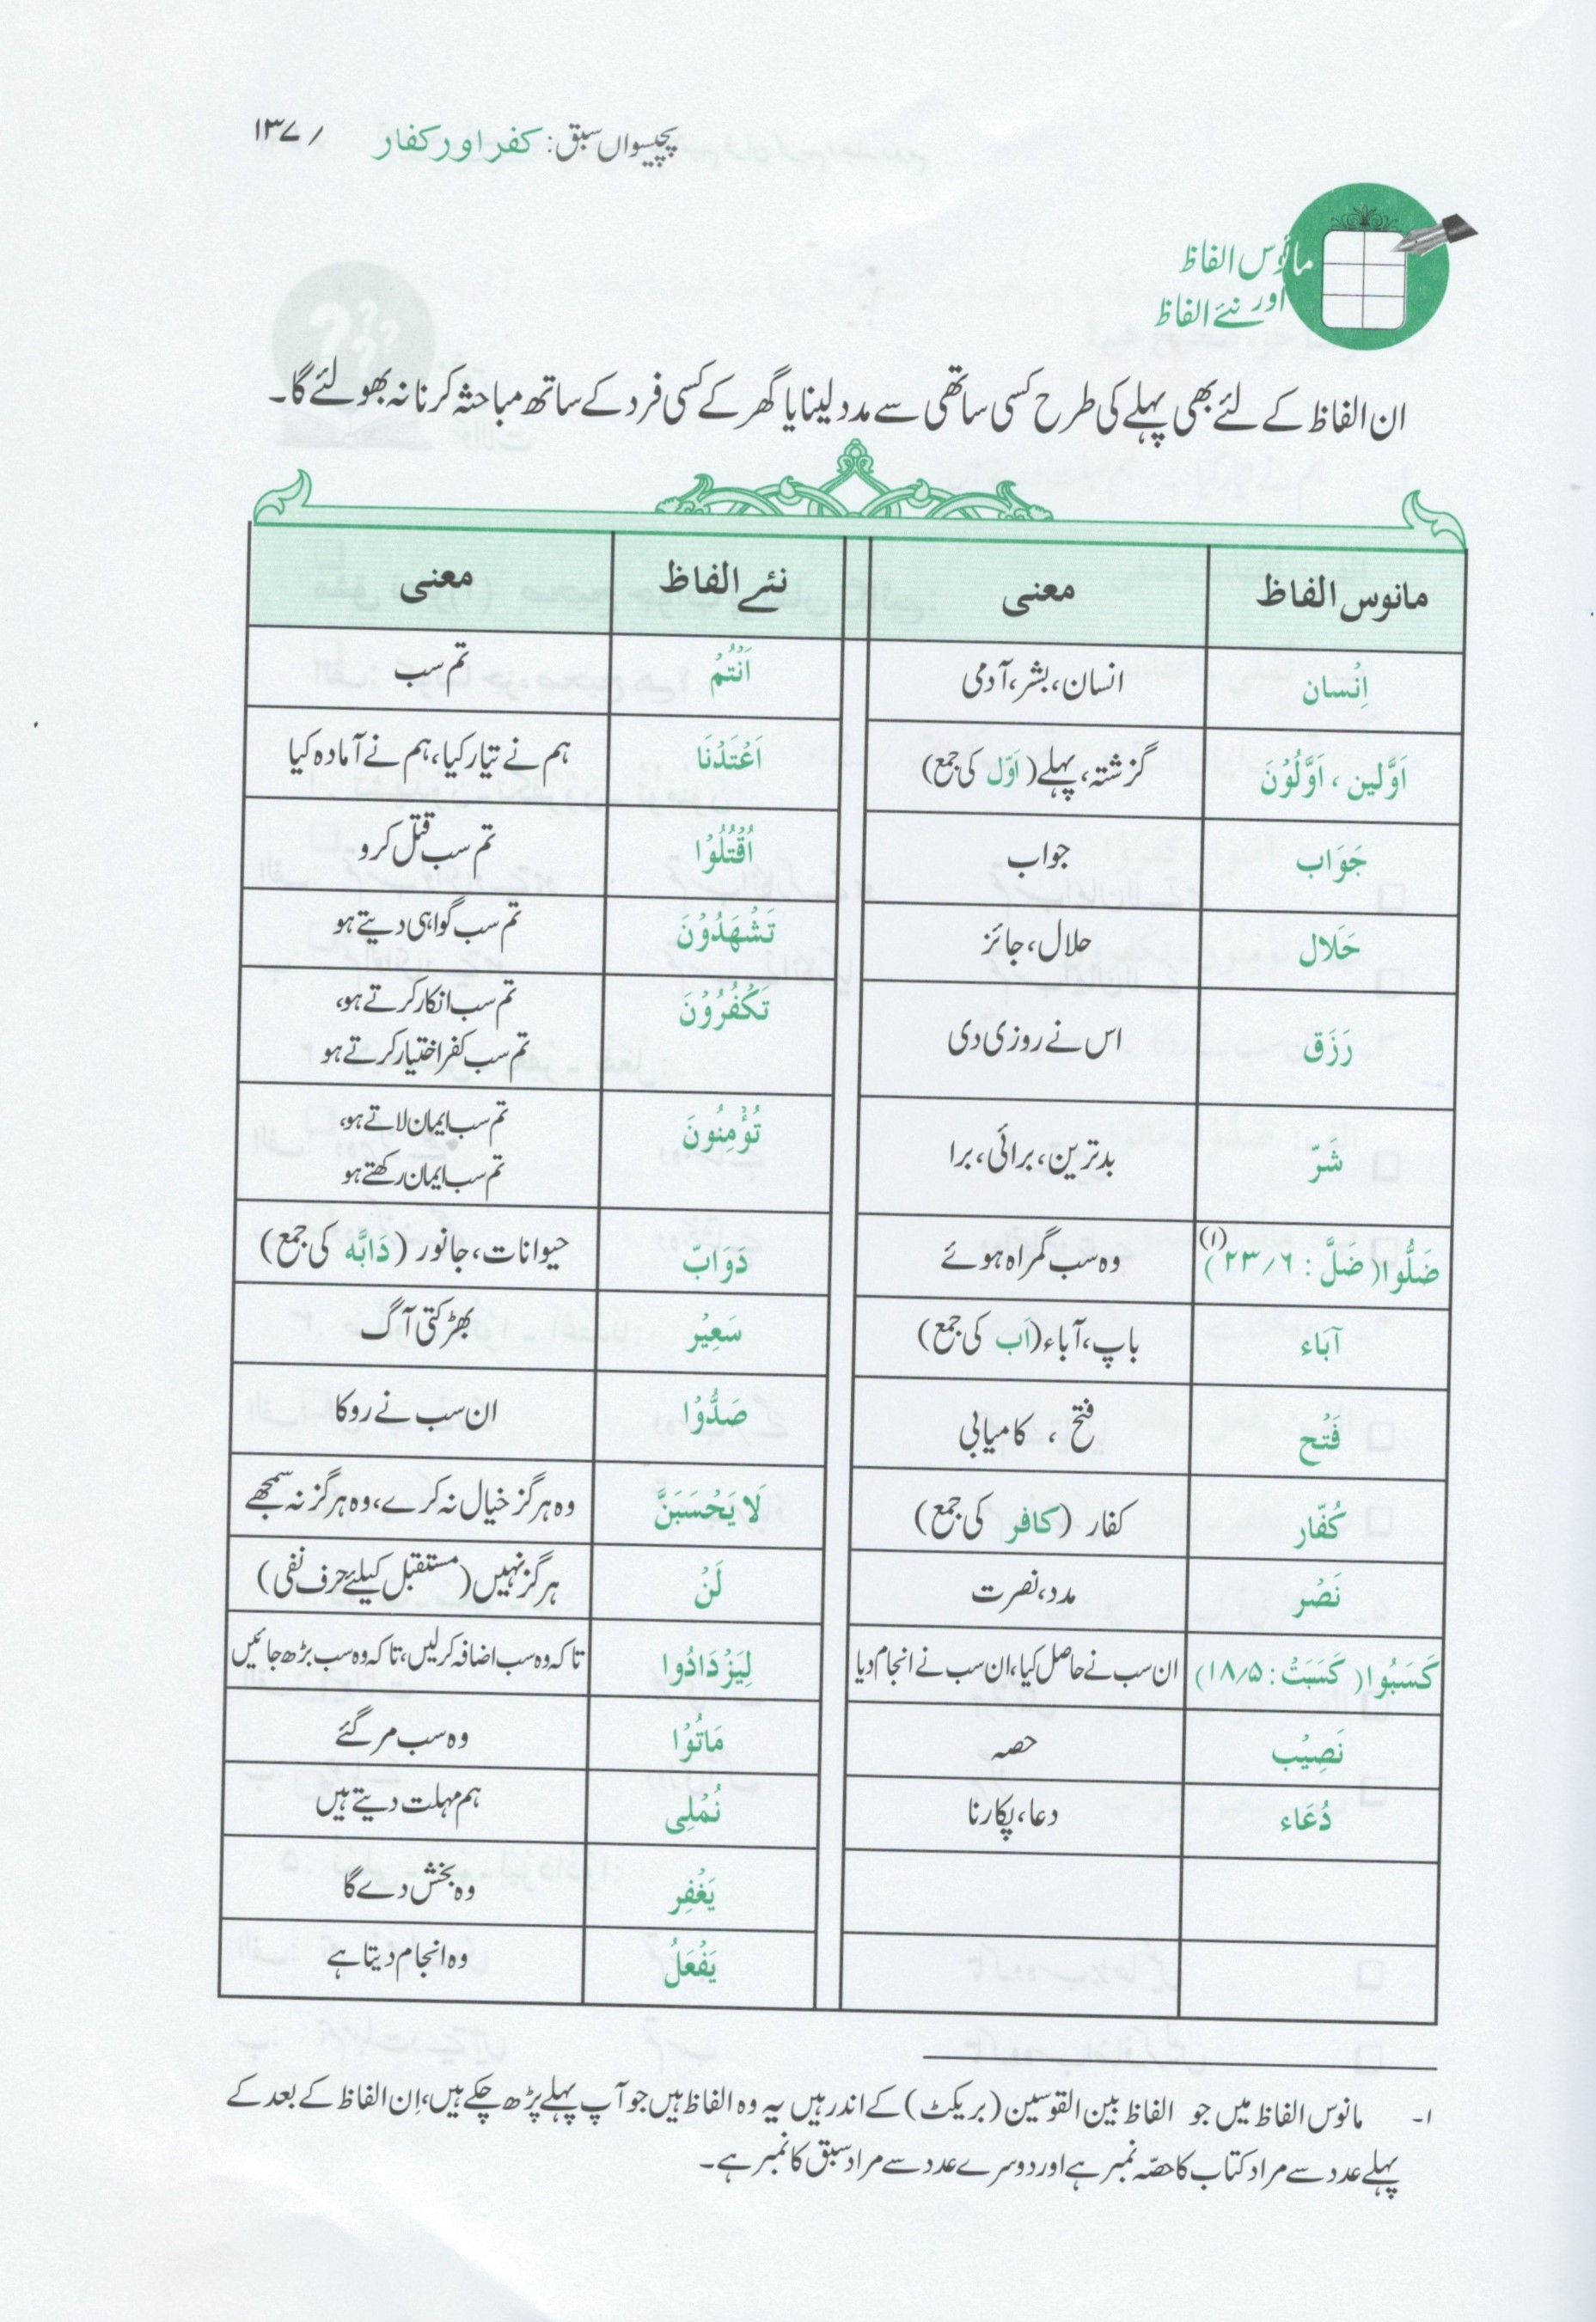 پچیسواں سبق: کفر اور کفار / ۱۳۷
مانوس الفاظ
اور نئے الفاظ
ان الفاظ کے لئے بھی پہلے کی طرح کسی ساتھی سے مدد لینا یا گھر کے کسی فرد کے ساتھ مباحثہ کرنا نہ بھولئے گا۔
مانوس الفاظ معنی نئے الفاظ معنی
اِنْسان انسان، بشر، آدمی اَنْتُمْ تم سب
اَوَّلین ، اَوَّلُوْنَ گزشتہ، پہلے (اَوّل کی جمع) اَعْتَدْنَا ہم نے تیار کیا، ہم نے آمادہ کیا
جَوَاب جواب اُقْتُلُوْا تم سب قتل کرو
حَلَال حلال، جائز تَشْهَدُوْنَ تم سب گواہی دیتے ہو
رَزَق اس نے روزی دی تَكْفُرُوْنَ تم سب انکار کرتے ہو،
تم سب کفر اختیار کرتے ہو
شَرّ بدترین، برائی، برا تُؤْمِنُونَ تم سب ایمان لاتے ہو،
تم سب ایمان رکھتے ہو
ضَلُّوا( ضَلَّ : ۶/۲۳)(۱) وہ سب گمراہ ہوئے دَوَابّ حیوانات، جانور (دَابَّه کی جمع)
آبَاء باپ، آباء (اَب کی جمع) سَعِيْر بھڑکتی آگ
فَتْح فتح ، کامیابی صَدُّوْا ان سب نے روکا
كُفّار کفار (کافر کی جمع) لَا يَحْسَبَنَّ وہ ہرگز خیال نہ کرے، وہ ہرگز نہ سمجھے
نَصْر مدد، نصرت لَنْ ہرگز نہیں (مستقبل کیلئے حرف نفی)
كَسَبُوا( كَسَبَتْ : ۵/۱۸) ان سب نے حاصل کیا، ان سب نے انجام دیا لِيَزْدَادُوا تاکہ وہ سب اضافہ کرلیں، تاکہ وہ سب بڑھ جائیں
نَصِيْب حصہ مَاتُوْا وہ سب مر گئے
دُعَاء دعا، پکارنا نُمْلِی ہم مہلت دیتے ہیں
يَغْفِر وہ بخش دے گا
يَفْعَلُ وہ انجام دیتا ہے
۱۔ مانوس الفاظ میں جو الفاظ بین القوسین (بریکٹ) کے اندر ہیں یہ وہ الفاظ ہیں جو آپ پہلے پڑھ چکے ہیں، اِن الفاظ کے بعد کے
پہلے عدد سے مراد کتاب کا حصّہ نمبر ہے اور دوسرے عدد سے مراد سبق کا نمبر ہے۔